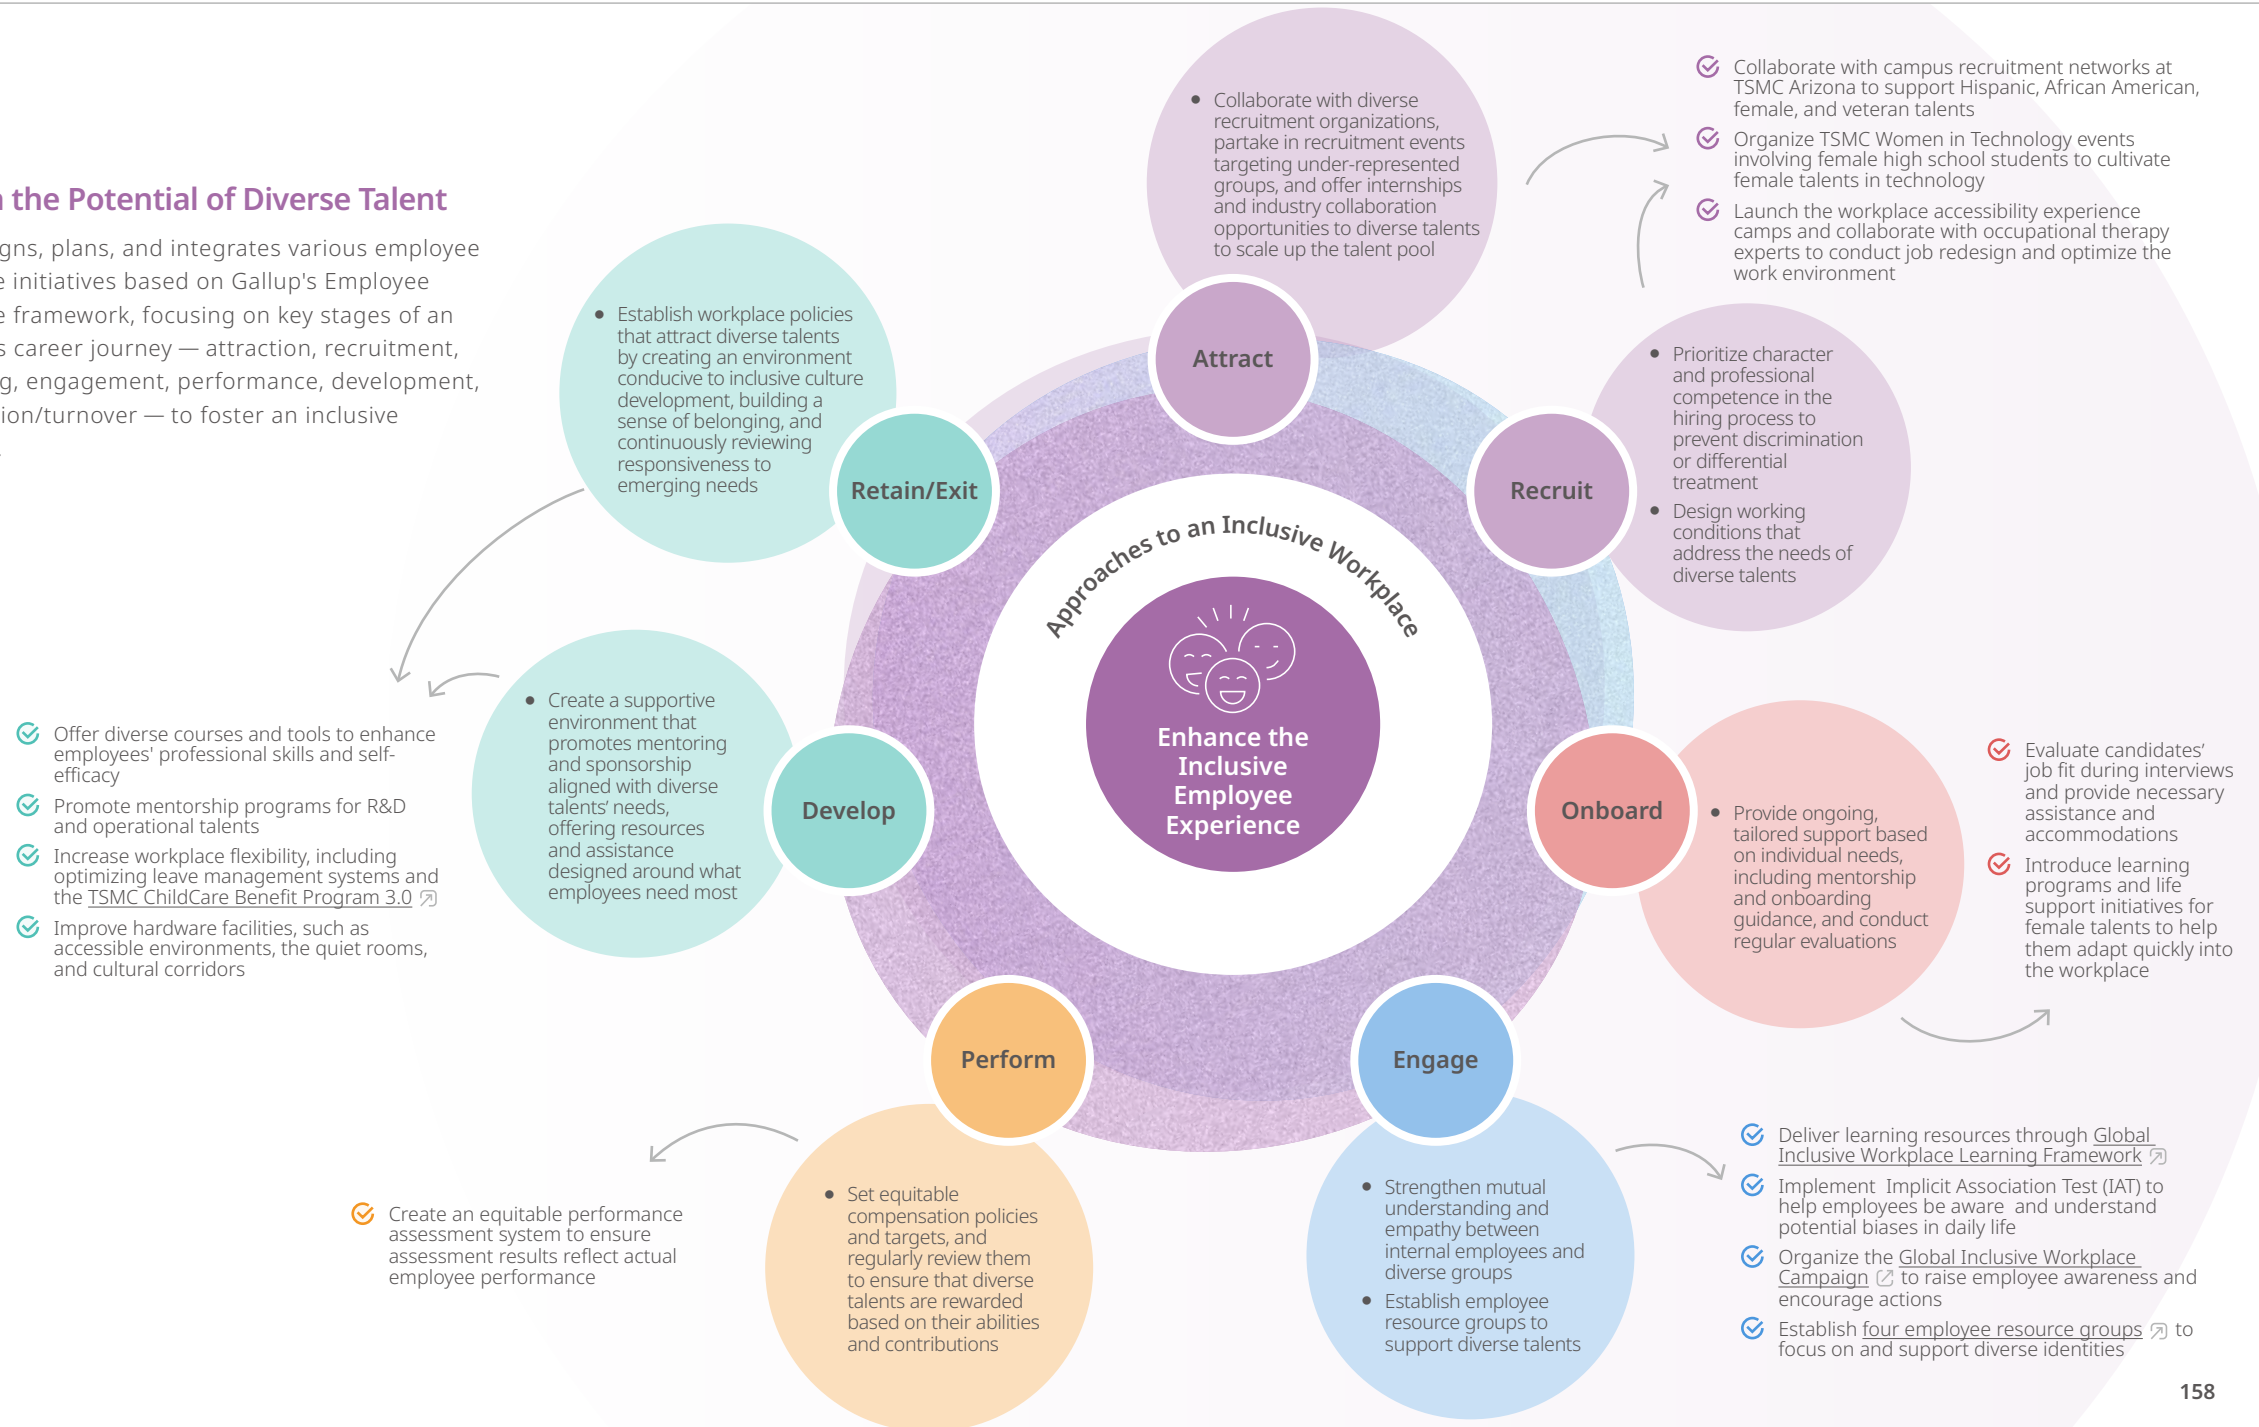 the Potential of Diverse Talent
igns, plans, and integrates various employee
e initiatives based on Gallup's Employee
e framework, focusing on key stages of an
s career journey — attraction, recruitment,
g, engagement, performance, development,
ion/turnover — to foster an inclusive
Collaborate with diverse
recruitment organizations,
partake in recruitment events
targeting under-represented
groups, and offer internships
and industry collaboration
opportunities to diverse talents
to scale up the talent pool
Attract
Collaborate with campus recruitment networks at
TSMC Arizona to support Hispanic, African American,
female, and veteran talents
Organize TSMC Women in Technology events
involving female high school students to cultivate
female talents in technology
Launch the workplace accessibility experience
camps and collaborate with occupational therapy
experts to conduct job redesign and optimize the
work environment
Prioritize character
and professional
competence in the
hiring process to
prevent discrimination
or differential
treatment
Design working
conditions that
address the needs of
diverse talents
Recruit
Establish workplace policies
that attract diverse talents
by creating an environment
conducive to inclusive culture
development, building a
sense of belonging, and
continuously reviewing
responsiveness to
emerging needs
Retain/Exit
Approaches to an Inclusive Workplace
Enhance the
Inclusive
Employee
Experience
Create a supportive
environment that
promotes mentoring
and sponsorship
aligned with diverse
talents' needs,
offering resources
and assistance
designed around what
employees need most
Develop
Offer diverse courses and tools to enhance
employees' professional skills and self-
efficacy
Promote mentorship programs for R&D
and operational talents
Increase workplace flexibility, including
optimizing leave management systems and
the TSMC ChildCare Benefit Program 3.0
Improve hardware facilities, such as
accessible environments, the quiet rooms,
and cultural corridors
Onboard
Provide ongoing,
tailored support based
on individual needs,
including mentorship
and onboarding
guidance, and conduct
regular evaluations
Evaluate candidates'
job fit during interviews
and provide necessary
assistance and
accommodations
Introduce learning
programs and life
support initiatives for
female talents to help
them adapt quickly into
the workplace
Perform
Set equitable
compensation policies
and targets, and
regularly review them
to ensure that diverse
talents are rewarded
based on their abilities
and contributions
Create an equitable performance
assessment system to ensure
assessment results reflect actual
employee performance
Engage
Strengthen mutual
understanding and
empathy between
internal employees and
diverse groups
Establish employee
resource groups to
support diverse talents
Deliver learning resources through Global
Inclusive Workplace Learning Framework
Implement Implicit Association Test (IAT) to
help employees be aware and understand
potential biases in daily life
Organize the Global Inclusive Workplace
Campaign to raise employee awareness and
encourage actions
Establish four employee resource groups to
focus on and support diverse identities
158